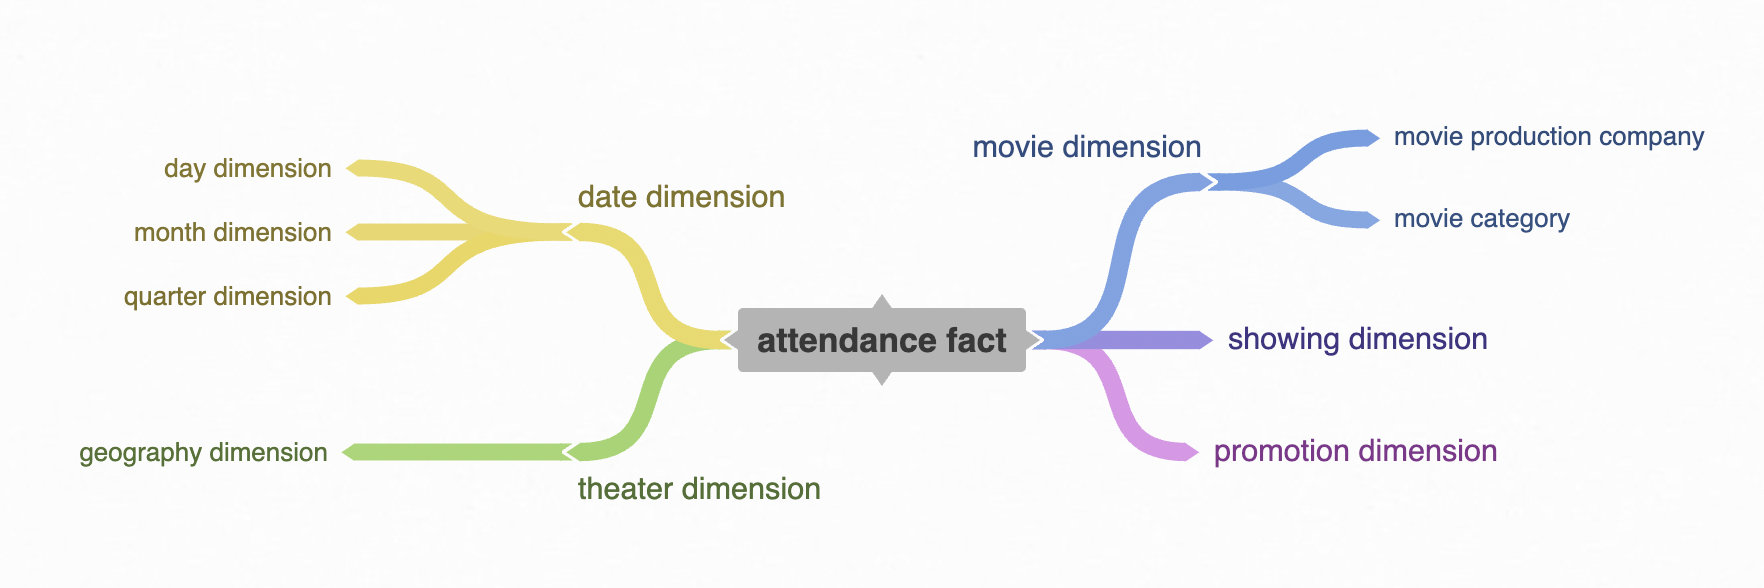 day dimension
month dimension
quarter dimension
date dimension
geography dimension
theater dimension
attendance fact
movie dimension
movie production company
movie category
showing dimension
promotion dimension